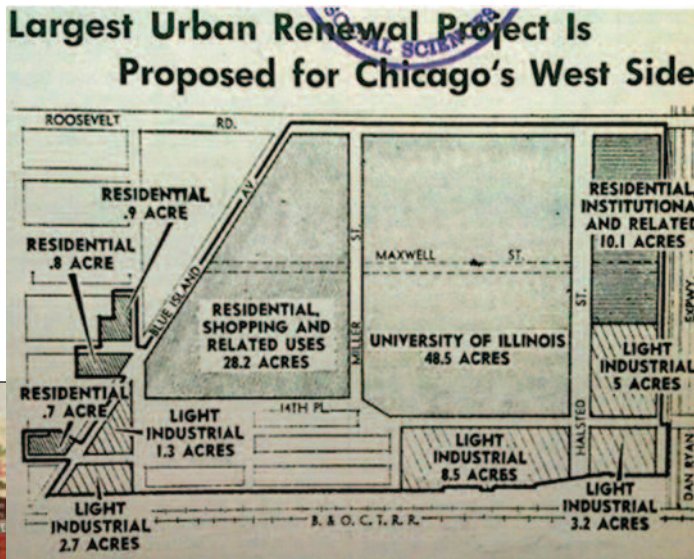 Largest Urban Renewal Project Is
Proposed for Chicago's West Side
SOCIAL SCIENCES
ROOSEVELT RD.
RESIDENTIAL
.9 ACRE
RESIDENTIAL
.8 ACRE
BLUE ISLAND AV.
RESIDENTIAL,
SHOPPING AND
RELATED USES
28.2 ACRES
MILLER ST.
MAXWELL ST.
UNIVERSITY OF ILLINOIS
48.5 ACRES
HALSTED ST.
RESIDENTIAL
INSTITUTIONA
AND RELATED
10.1 ACRES
EXPWY.
DAN RYAN
LIGHT
INDUSTRIAL
5 ACRES
RESIDENTIAL
.7 ACRE
LIGHT
INDUSTRIAL
1.3 ACRES
14TH PL.
LIGHT
INDUSTRIAL
8.5 ACRES
LIGHT
INDUSTRIAL
2.7 ACRES
LIGHT
INDUSTRIAL
3.2 ACRES
B. & O. C. T. R. R.